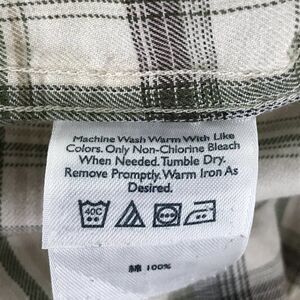 Machine Wash Warm With Like
Colors. Only Non-Chlorine Bleach
When Needed. Tumble Dry.
Remove Promptly. Warm Iron As
Desired.
40C
綿 100%